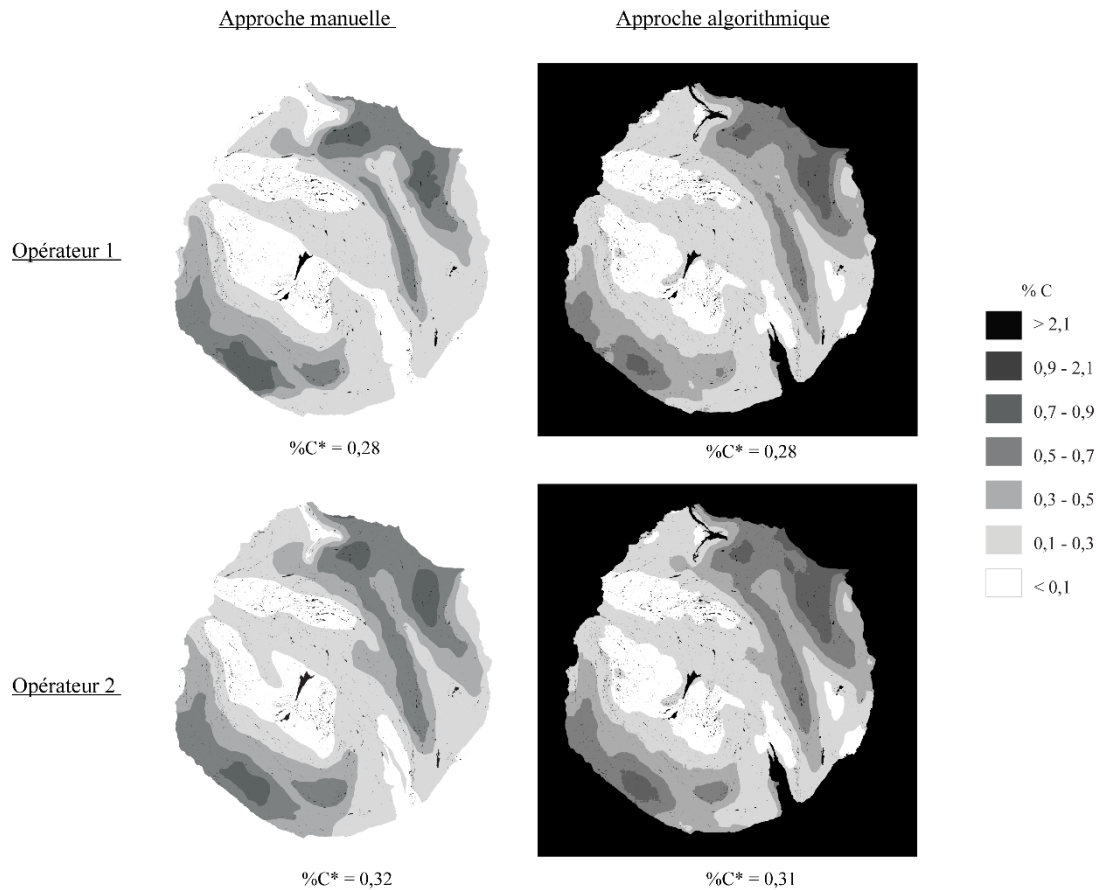 Approche manuelle
Approche algorithmique
Opérateur 1
%C* = 0,28
%C* = 0,28
Opérateur 2
%C* = 0,32
%C* = 0,31
% C
> 2,1
0,9 - 2,1
0,7 - 0,9
0,5 - 0,7
0,3 - 0,5
0,1 - 0,3
< 0,1